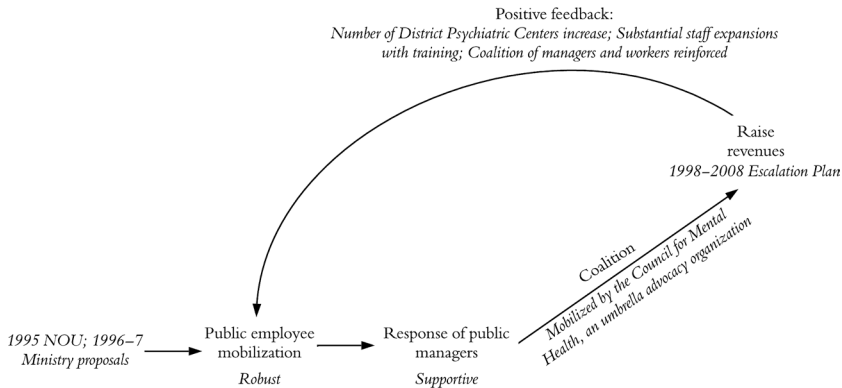 Positive feedback:
Number of District Psychiatric Centers increase; Substantial staff expansions
with training; Coalition of managers and workers reinforced
Raise
revenues
1998–2008 Escalation Plan
Coalition
Mobilized by the Council for Mental
Health, an umbrella advocacy organization
1995 NOU; 1996–7
Ministry proposals
Public employee
mobilization
Robust
Response of public
managers
Supportive